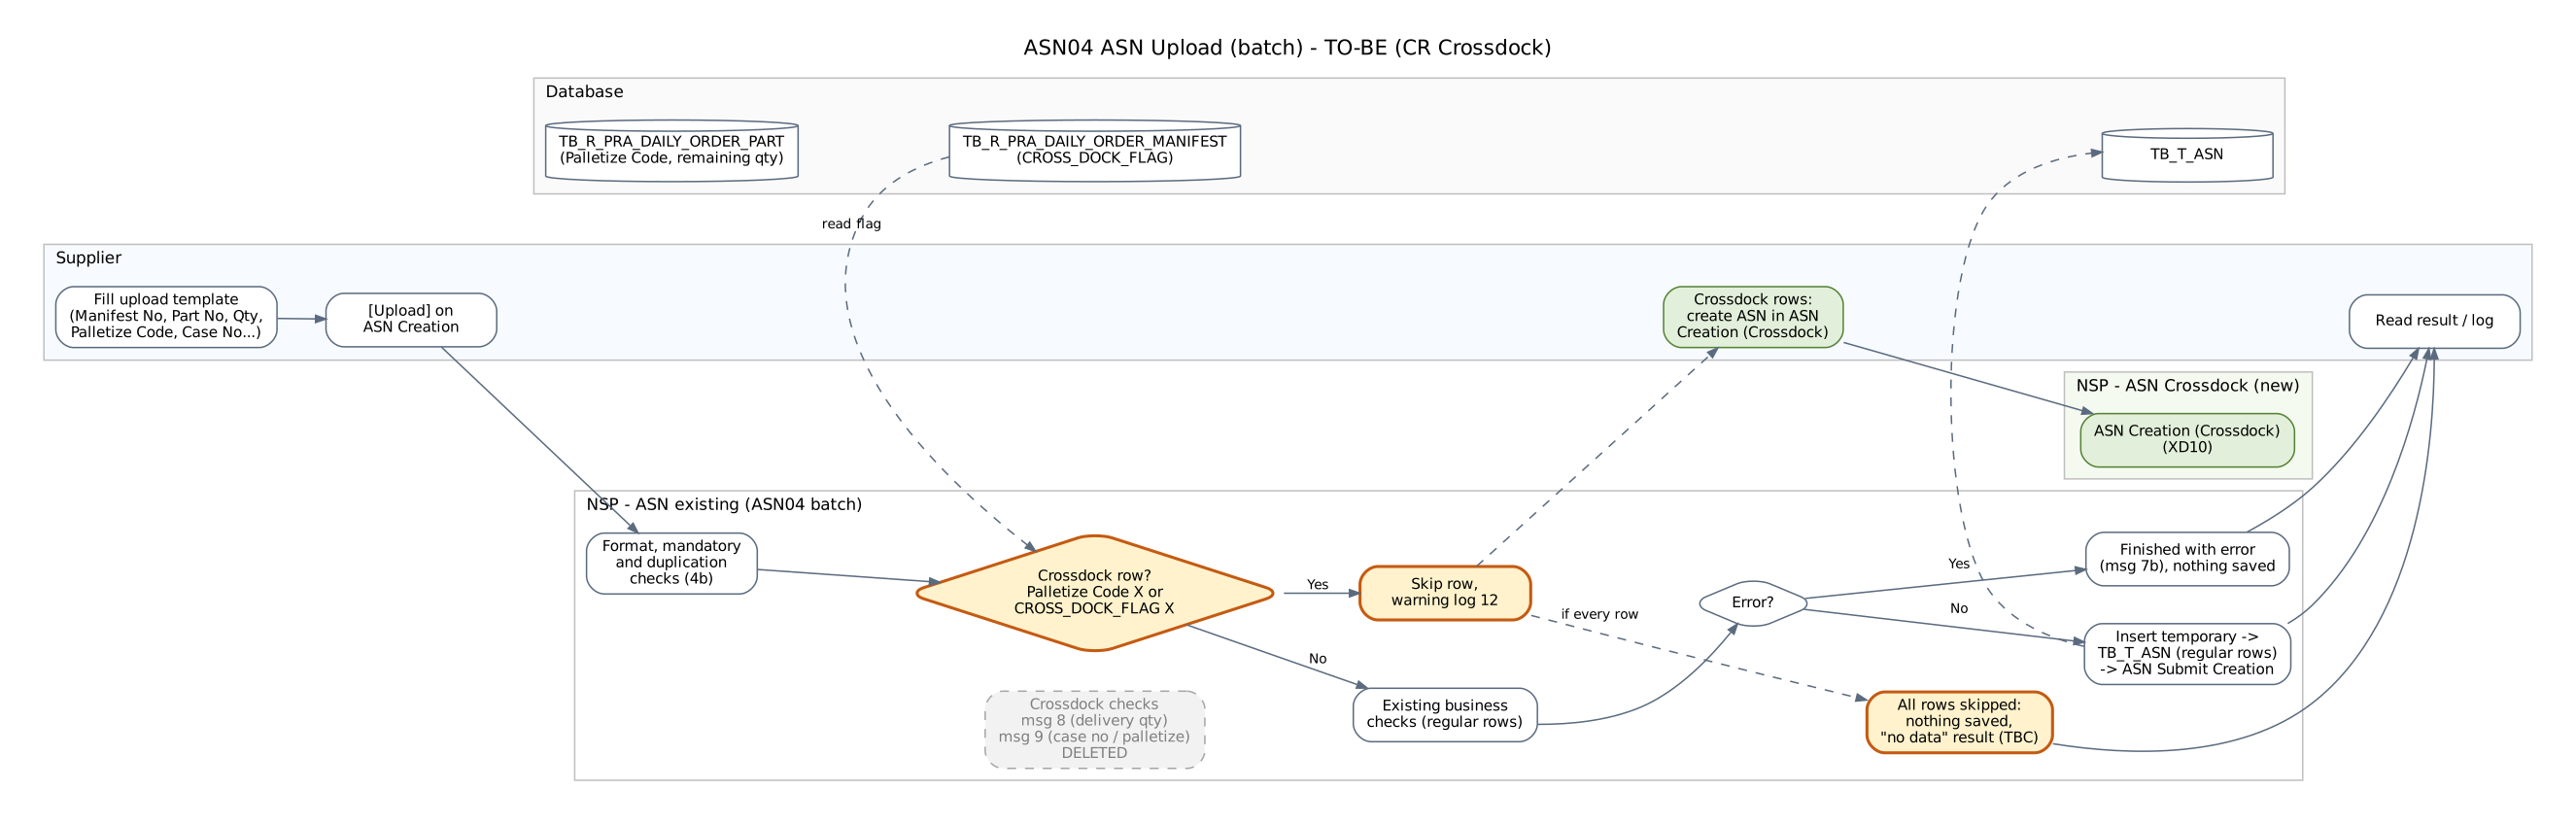 ASN04 ASN Upload (batch) - TO-BE (CR Crossdock)
Database
TB_R_PRA_DAILY_ORDER_PART
(Palletize Code, remaining qty)
TB_R_PRA_DAILY_ORDER_MANIFEST
(CROSS_DOCK_FLAG)
TB_T_ASN
read flag
Supplier
Fill upload template
(Manifest No, Part No, Qty,
Palletize Code, Case No...)
[Upload] on
ASN Creation
Crossdock rows:
create ASN in ASN
Creation (Crossdock)
Read result / log
NSP - ASN Crossdock (new)
ASN Creation (Crossdock)
(XD10)
NSP - ASN existing (ASN04 batch)
Format, mandatory
and duplication
checks (4b)
Crossdock row?
Palletize Code X or
CROSS_DOCK_FLAG X
Yes
Skip row,
warning log 12
if every row
Error?
Yes
No
Finished with error
(msg 7b), nothing saved
Insert temporary ->
TB_T_ASN (regular rows)
-> ASN Submit Creation
No
Crossdock checks
msg 8 (delivery qty)
msg 9 (case no / palletize)
DELETED
Existing business
checks (regular rows)
All rows skipped:
nothing saved,
"no data" result (TBC)